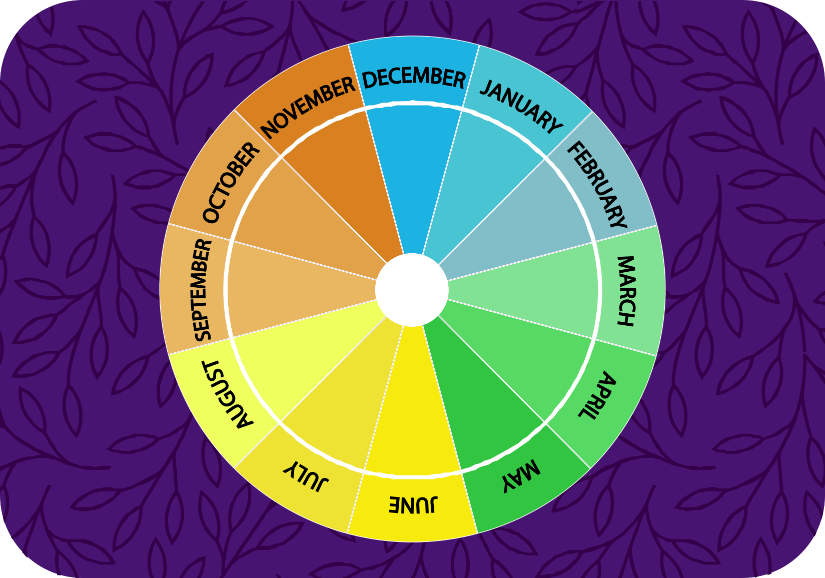 DECEMBER
JANUARY
FEBRUARY
MARCH
APRIL
MAY
JUNE
JULY
AUGUST
SEPTEMBER
OCTOBER
NOVEMBER